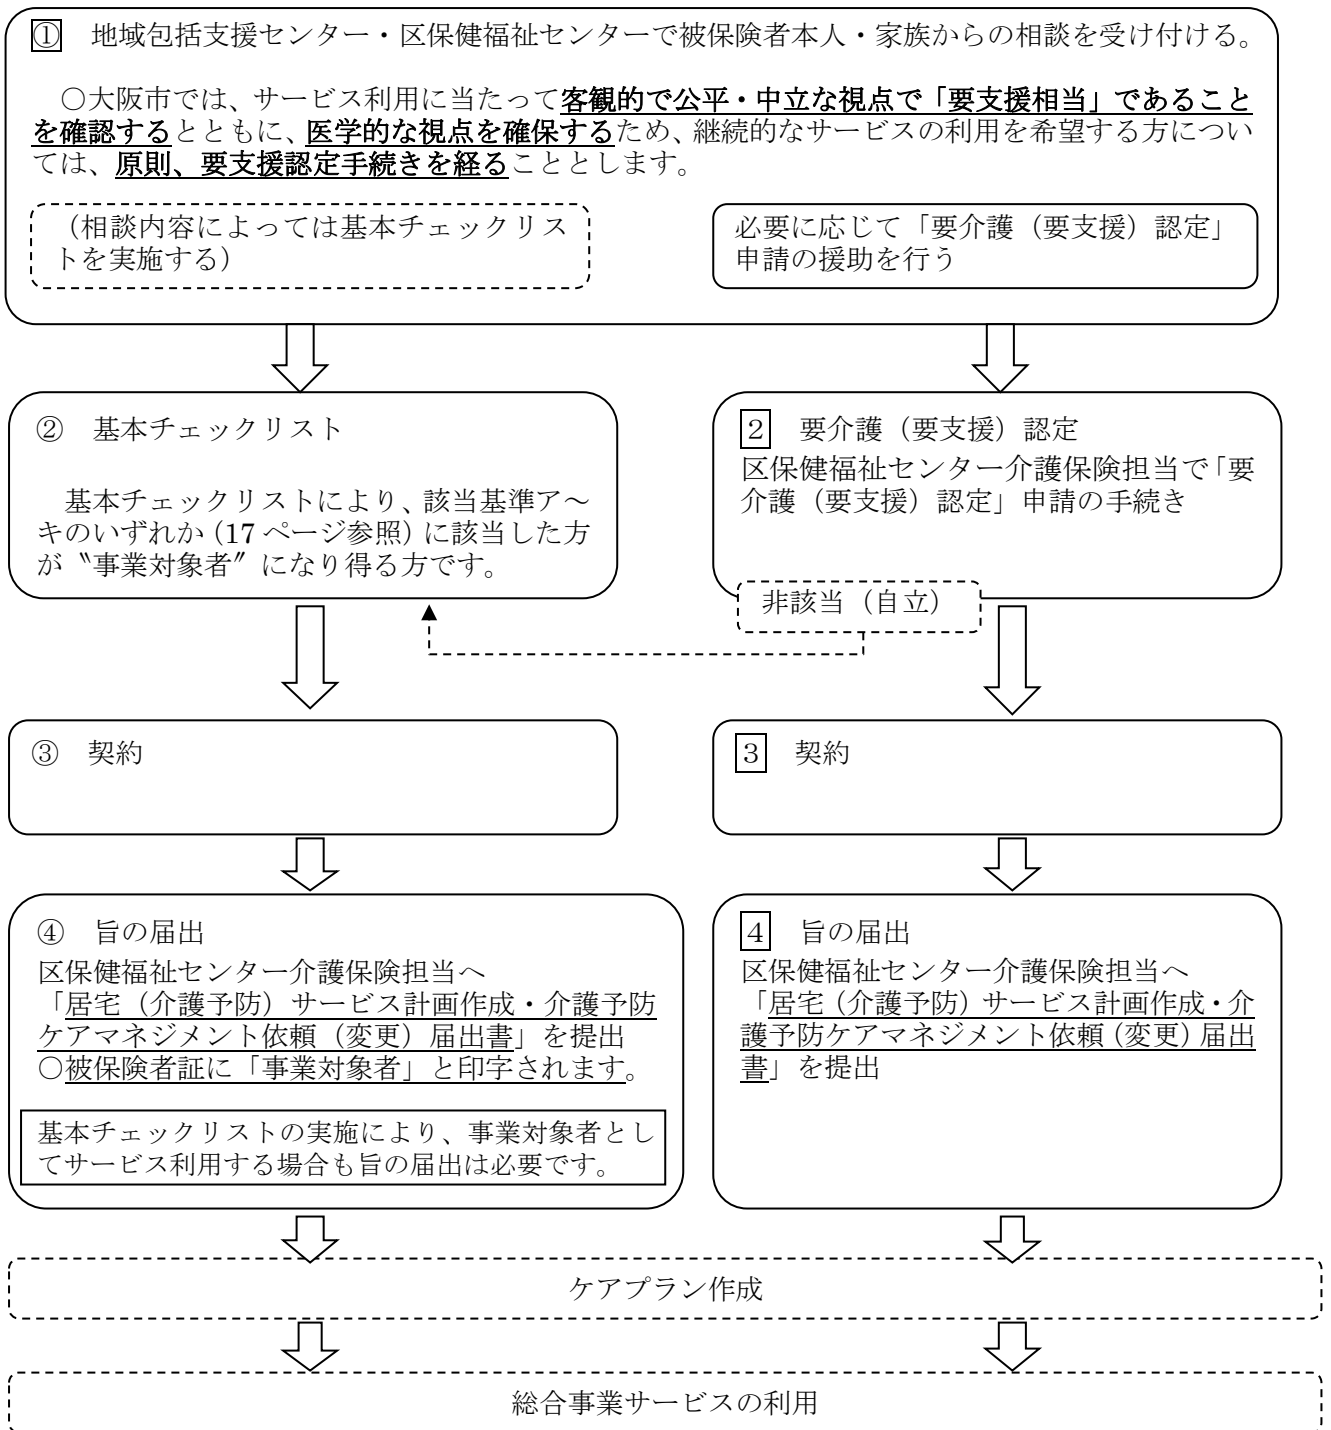 ① 地域包括支援センター・区保健福祉センターで被保険者本人・家族からの相談を受け付ける。
○大阪市では、サービス利用に当たって客観的で公平・中立な視点で「要支援相当」であること
を確認するとともに、医学的な視点を確保するため、継続的なサービスの利用を希望する方につい
ては、原則、要支援認定手続きを経ることとします。
（相談内容によっては基本チェックリス
トを実施する）
必要に応じて「要介護（要支援）認定」
申請の援助を行う
② 基本チェックリスト
基本チェックリストにより、該当基準ア～
キのいずれか（17 ページ参照）に該当した方
が〝事業対象者〟になり得る方です。
2 要介護（要支援）認定
区保健福祉センター介護保険担当で「要
介護（要支援）認定」申請の手続き
非該当（自立）
③ 契約
3 契約
④ 旨の届出
区保健福祉センター介護保険担当へ
「居宅（介護予防）サービス計画作成・介護予防
ケアマネジメント依頼（変更）届出書」を提出
○被保険者証に「事業対象者」と印字されます。
基本チェックリストの実施により、事業対象者とし
てサービス利用する場合も旨の届出は必要です。
4 旨の届出
区保健福祉センター介護保険担当へ
「居宅（介護予防）サービス計画作成・介
護予防ケアマネジメント依頼（変更）届出
書」を提出
ケアプラン作成
総合事業サービスの利用